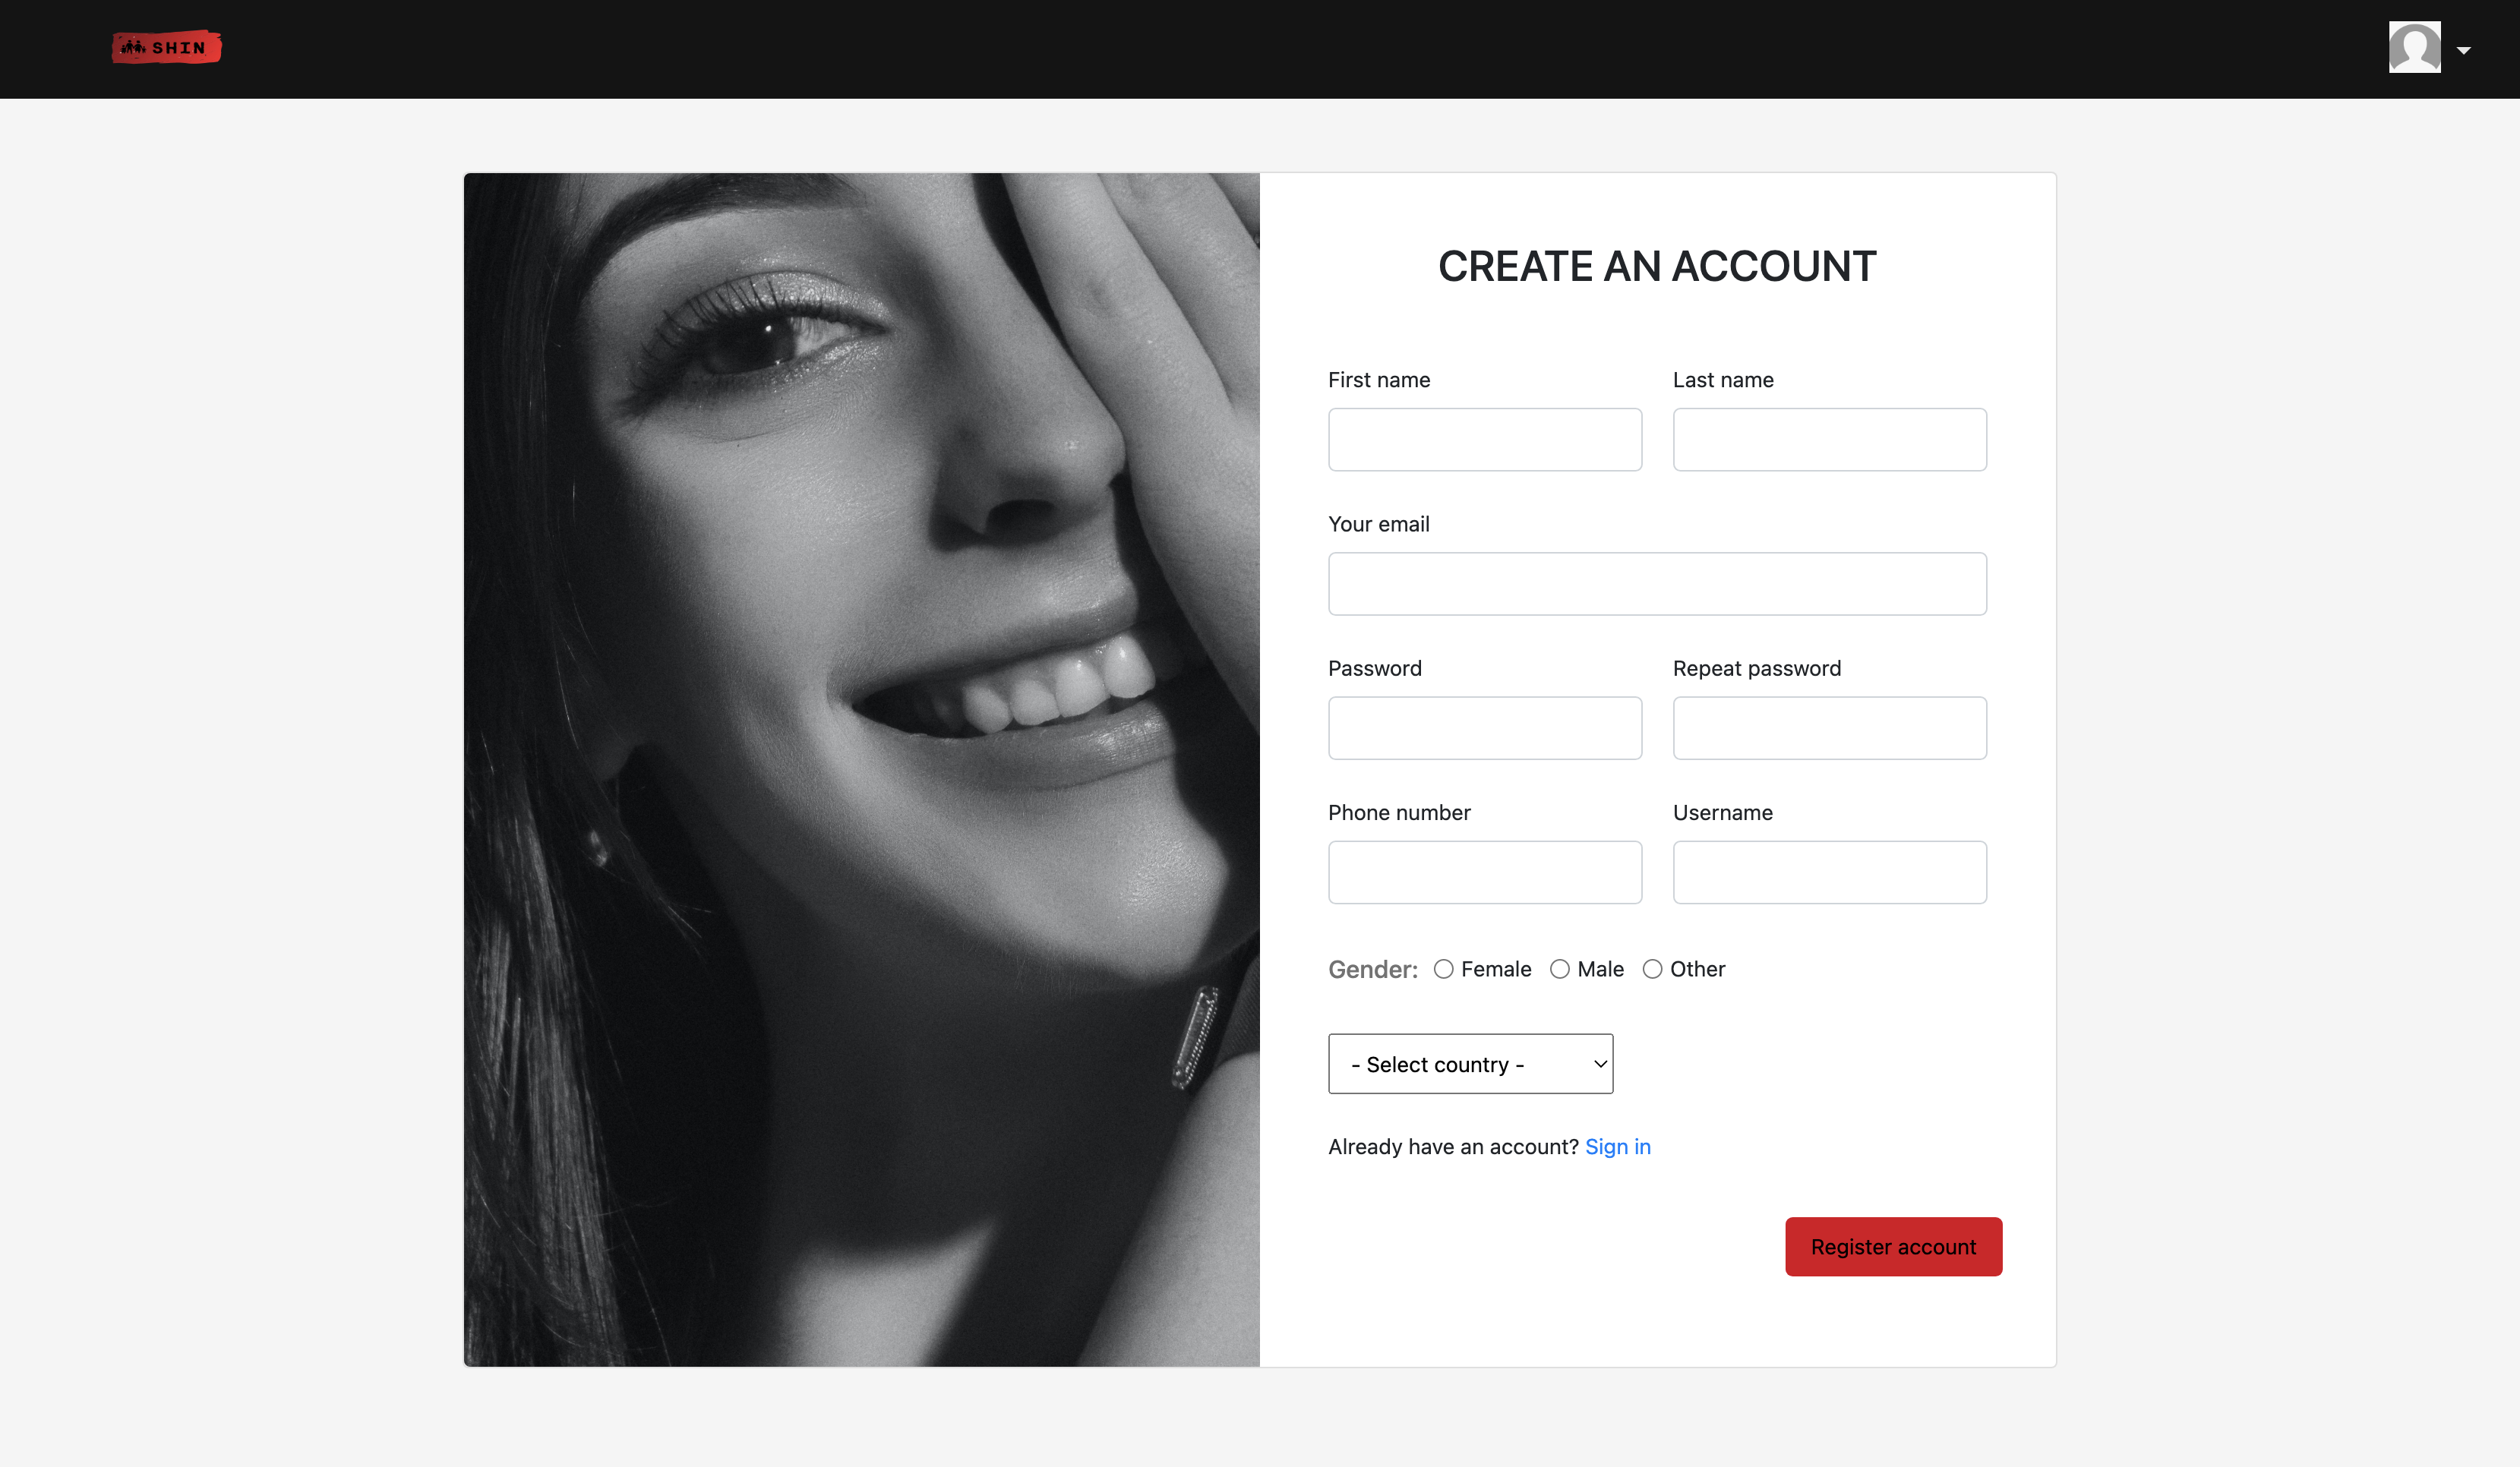 SHIN
CREATE AN ACCOUNT
First name Last name
Your email
Password Repeat password
Phone number Username
Gender: Female Male Other
- Select country -
Already have an account? Sign in
Register account